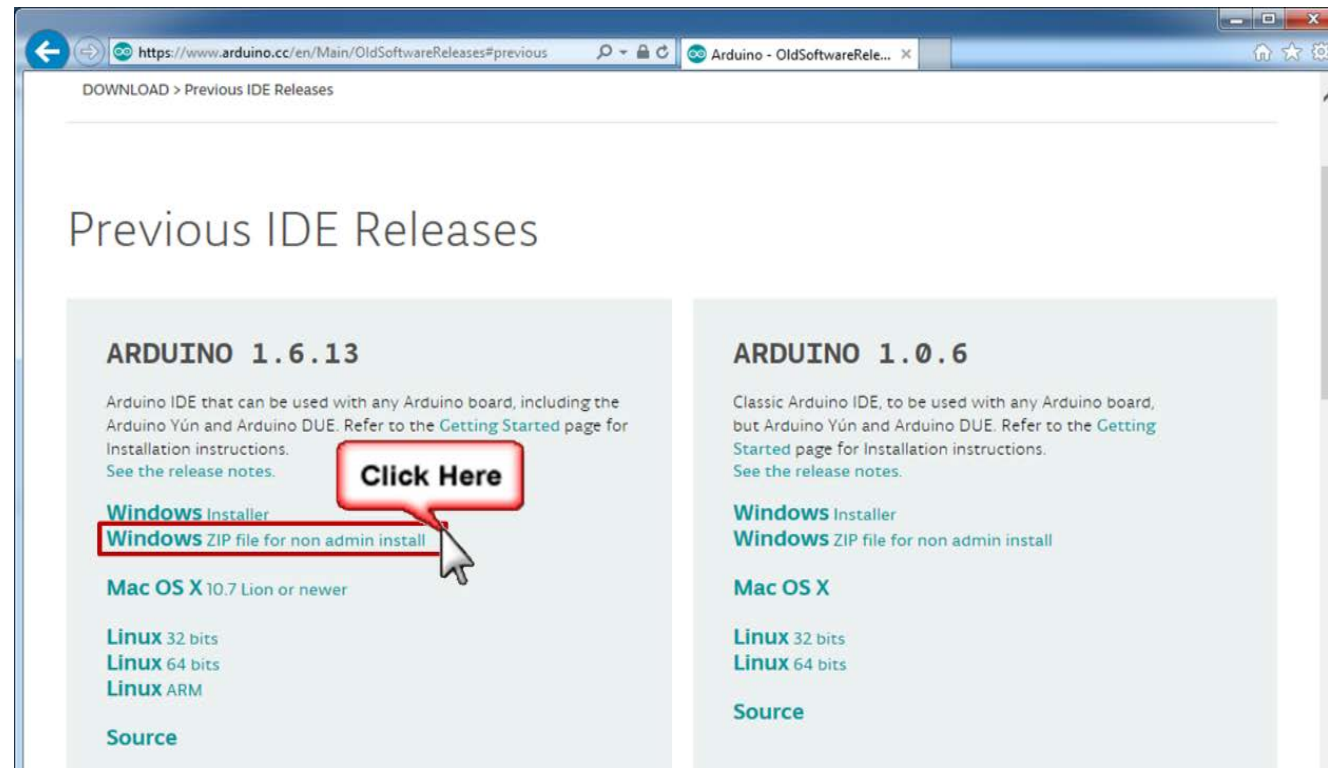 https://www.arduino.cc/en/Main/OldSoftwareReleases#previous
Arduino - OldSoftwareRele...
DOWNLOAD > Previous IDE Releases
Previous IDE Releases
ARDUINO 1.6.13
Arduino IDE that can be used with any Arduino board, including the
Arduino Yún and Arduino DUE. Refer to the Getting Started page for
Installation instructions.
See the release notes.
Click Here
Windows Installer
Windows ZIP file for non admin install
Mac OS X 10.7 Lion or newer
Linux 32 bits
Linux 64 bits
Linux ARM
Source
ARDUINO 1.0.6
Classic Arduino IDE, to be used with any Arduino board,
but Arduino Yún and Arduino DUE. Refer to the Getting
Started page for Installation instructions.
See the release notes.
Windows Installer
Windows ZIP file for non admin install
Mac OS X
Linux 32 bits
Linux 64 bits
Source